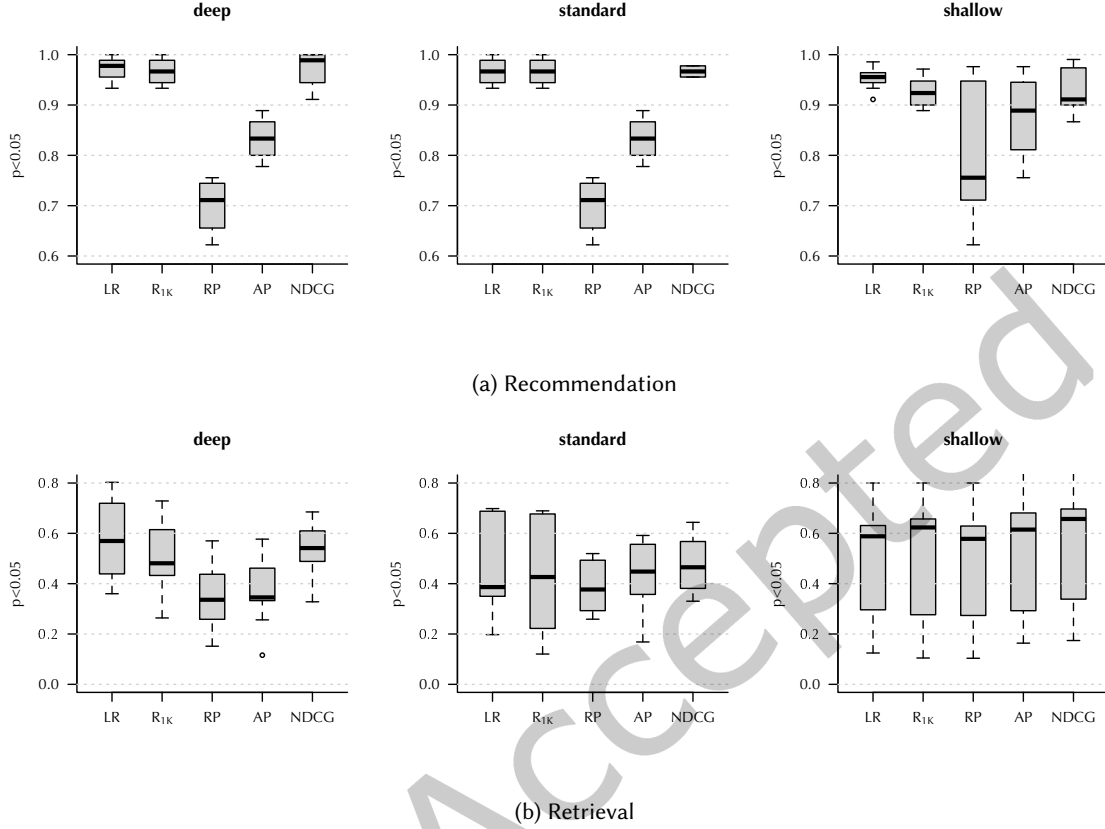 deep
standard
shallow
1.0
0.9
0.8
0.7
0.6
p<0.05
LR R1K RP AP NDCG
1.0
0.9
0.8
0.7
0.6
p<0.05
LR R1K RP AP NDCG
1.0
0.9
0.8
0.7
0.6
p<0.05
LR R1K RP AP NDCG
(a) Recommendation
deep
standard
shallow
0.8
0.6
0.4
0.2
0.0
p<0.05
LR R1K RP AP NDCG
0.8
0.6
0.4
0.2
0.0
p<0.05
LR R1K RP AP NDCG
0.8
0.6
0.4
0.2
0.0
p<0.05
LR R1K RP AP NDCG
(b) Retrieval
Accepted